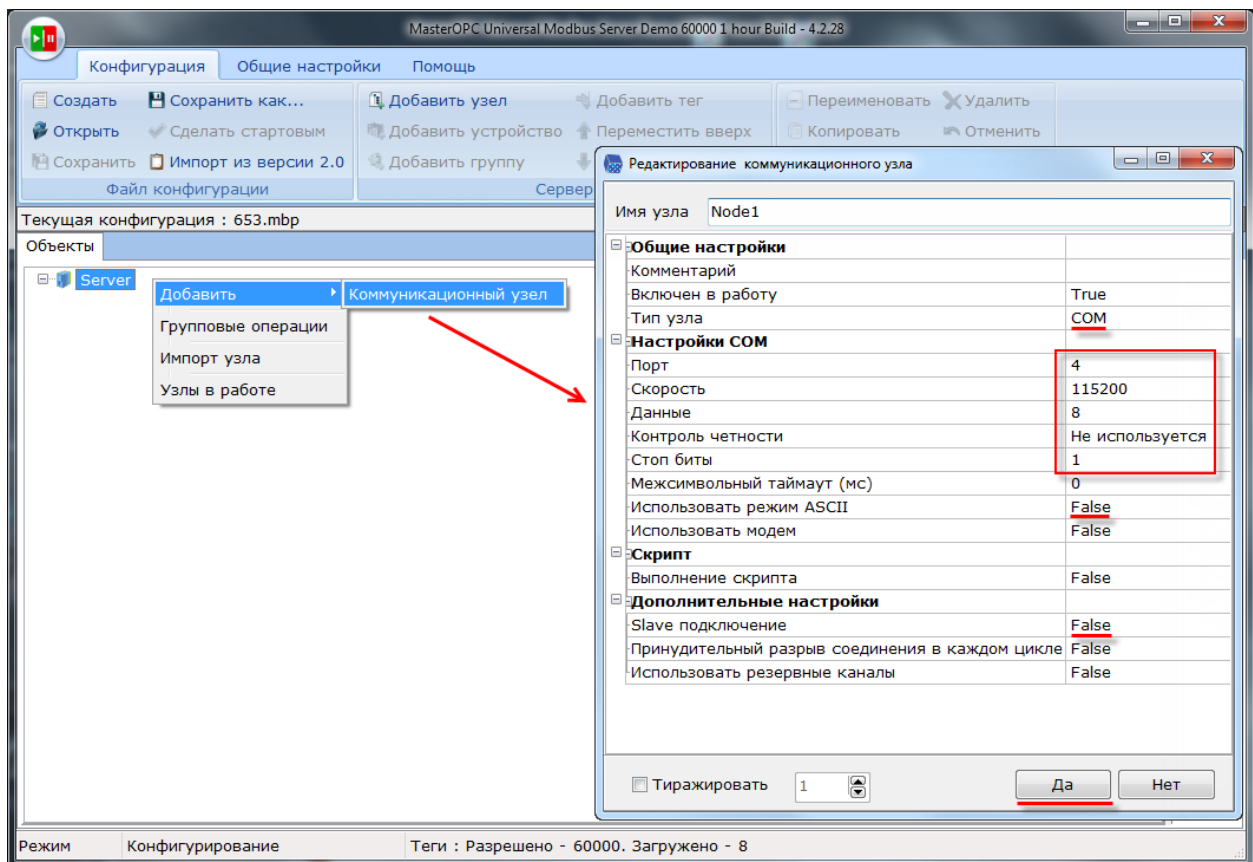 MasterOPC Universal Modbus Server Demo 60000 1 hour Build - 4.2.28
Конфигурация Общие настройки Помощь
Создать Сохранить как... Добавить узел Добавить тег Переименовать Удалить
Открыть Сделать стартовым Добавить устройство Переместить вверх Копировать Отменить
Сохранить Импорт из версии 2.0 Добавить группу
Файл конфигурации Сервер
Текущая конфигурация : 653.mbp
Объекты
Server
Добавить Коммуникационный узел
Групповые операции
Импорт узла
Узлы в работе
Редактирование коммуникационного узла
Имя узла Node1
Общие настройки
Комментарий
Включен в работу True
Тип узла COM
Настройки COM
Порт 4
Скорость 115200
Данные 8
Контроль четности Не используется
Стоп биты 1
Межсимвольный таймаут (мс) 0
Использовать режим ASCII False
Использовать модем False
Скрипт
Выполнение скрипта False
Дополнительные настройки
Slave подключение False
Принудительный разрыв соединения в каждом цикле False
Использовать резервные каналы False
Тиражировать 1 Да Нет
Режим Конфигурирование Теги : Разрешено - 60000. Загружено - 8